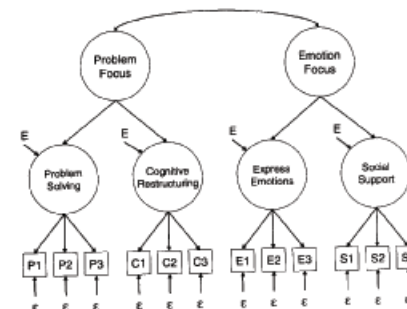 Problem
Focus
Emotion
Focus
E
E
E
E
Problem
Solving
Cognitive
Restructuring
Express
Emotions
Social
Support
P1 P2 P3 C1 C2 C3 E1 E2 E3 S1 S2
ε ε ε ε ε ε ε ε ε ε ε